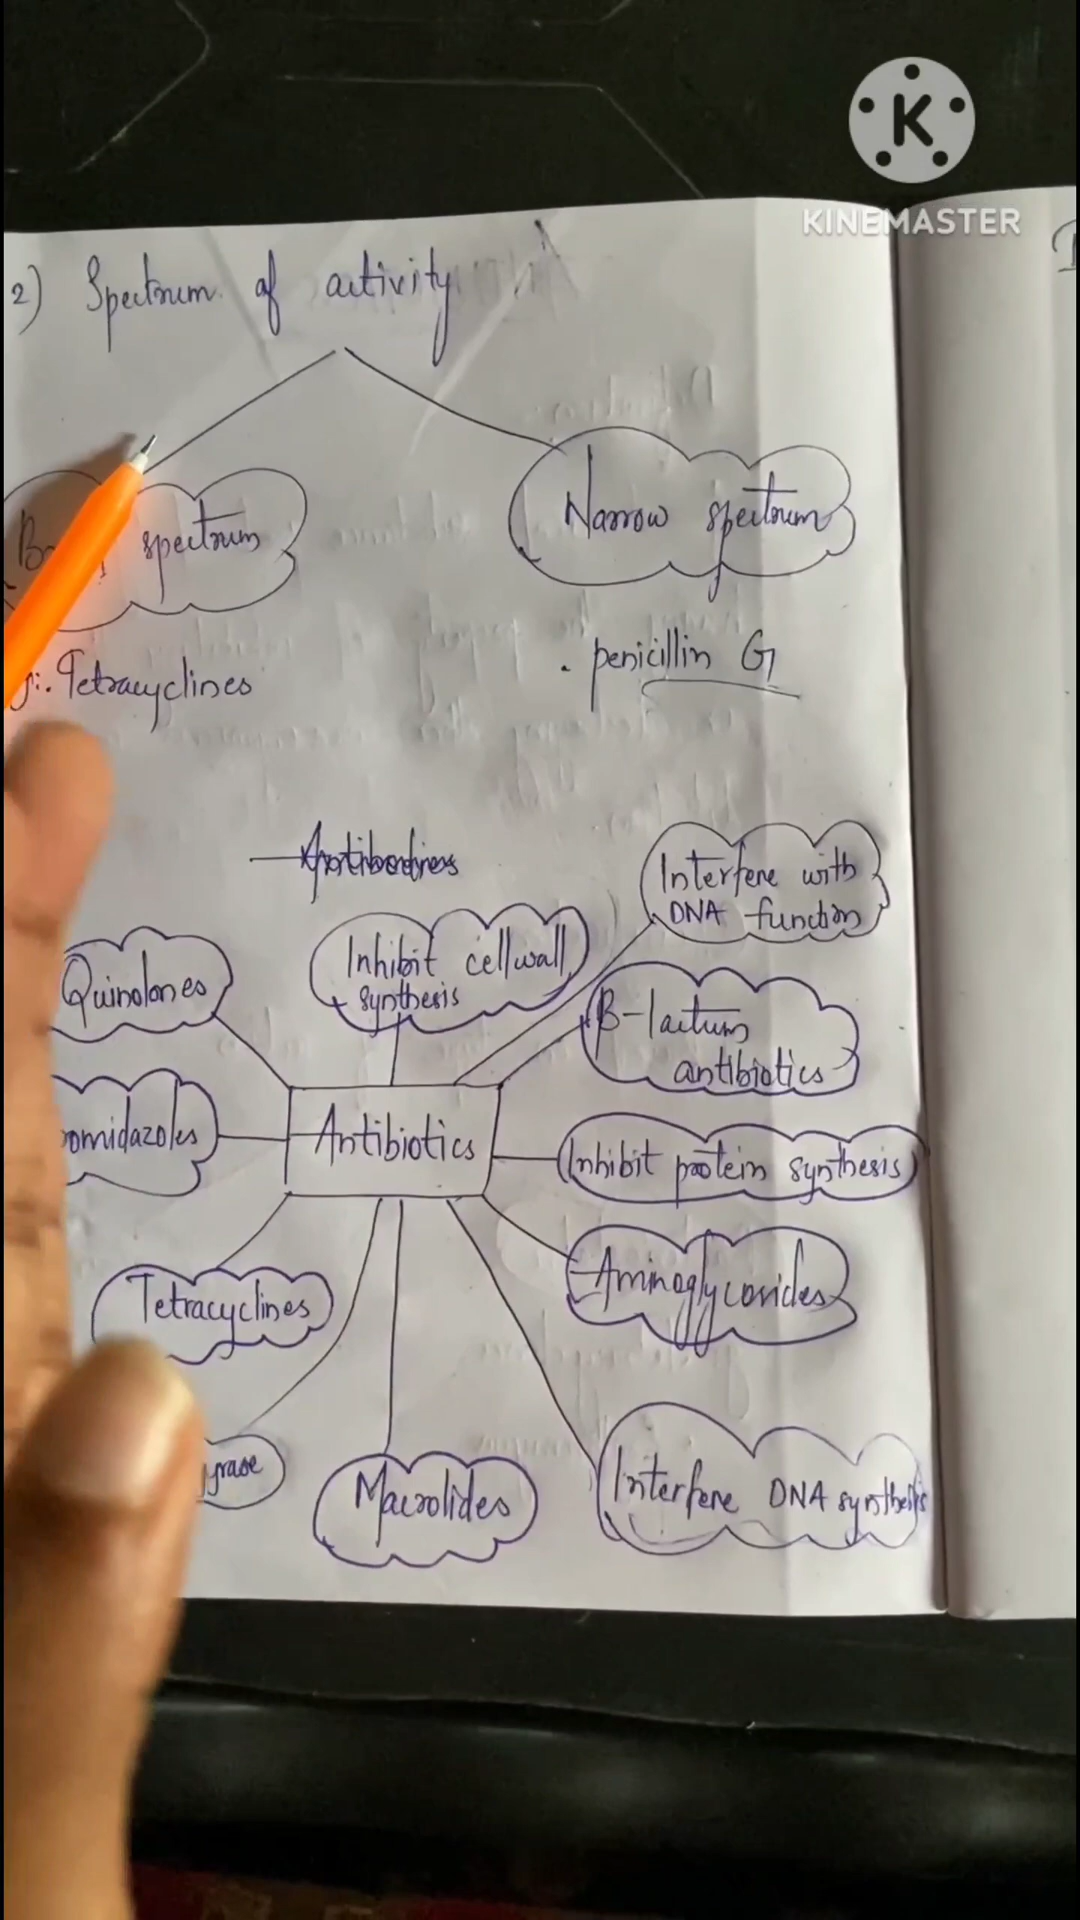 K
KINEMASTER
2) Spectrum of activity
spectrum
Narrow spectrum
Tetracyclines
. penicillin G
Interfere with
DNA function
Inhibit cellwall
synthesis
Quinolones
B-lactum
antibiotics
Antibiotics
Inhibit protein synthesis
Tetracyclines
Aminoglycosides
Macrolides
Interfere DNA synthesis